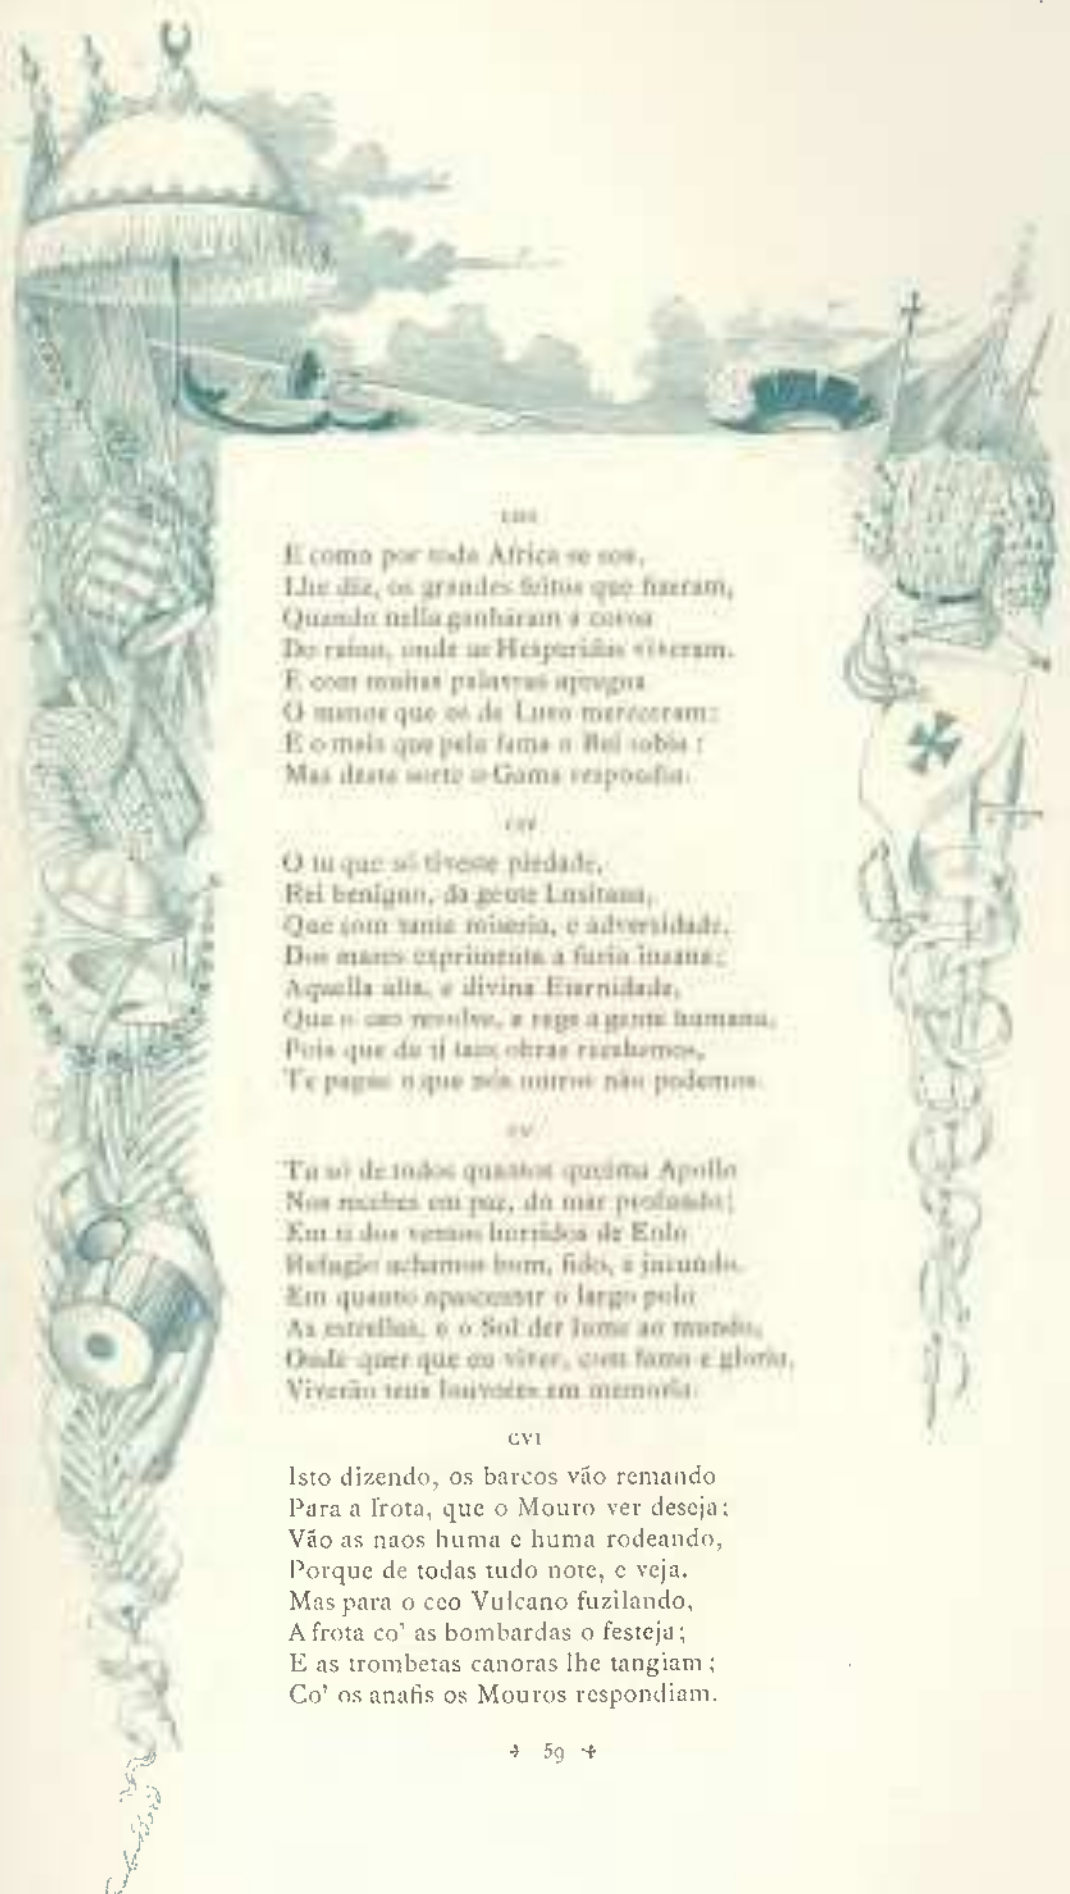 CIII
E como por toda Africa se soa,
Lhe diz, os grandes feitos que fizeram,
Quando nella ganháram a coroa
Do reino, onde as Hesperidas viveram.
E com muitas palavras apregoa
O menos que os de Luso mereceram:
E o mais que pela fama o Rei sabia:
Mas desta sorte o Gama respondia.
CIV
O tu que só tiveste piedade,
Rei benigno, da gente Lusitana,
Que com tanta miseria, e adversidade,
Dos mares exprimenta a furia insana;
Aquella alta, e divina Eternidade,
Que o ceo revolve, e rege a gente humana,
Pois que de ti taes obras recebemos,
Te pague o que nós outros não podemos.
CV
Tu só de todos quantos queima Apollo
Nos recebes em paz, do mar profundo;
Em ti dos ventos horridos de Eolo
Refugio achamos bom, fido, e jucundo.
Em quanto apascentar o largo polo
As estrellas, e o Sol der lume ao mundo,
Onde quer que eu viver, com fama e gloria,
Viverão teus louvores em memoria.
CVI
Isto dizendo, os barcos vão remando
Para a frota, que o Mouro ver deseja;
Vão as naos huma e huma rodeando,
Porque de todas tudo note, e veja.
Mas para o ceo Vulcano fuzilando,
A frota co' as bombardas o festeja;
E as trombetas canoras lhe tangiam;
Co' os anafis os Mouros respondiam.
59